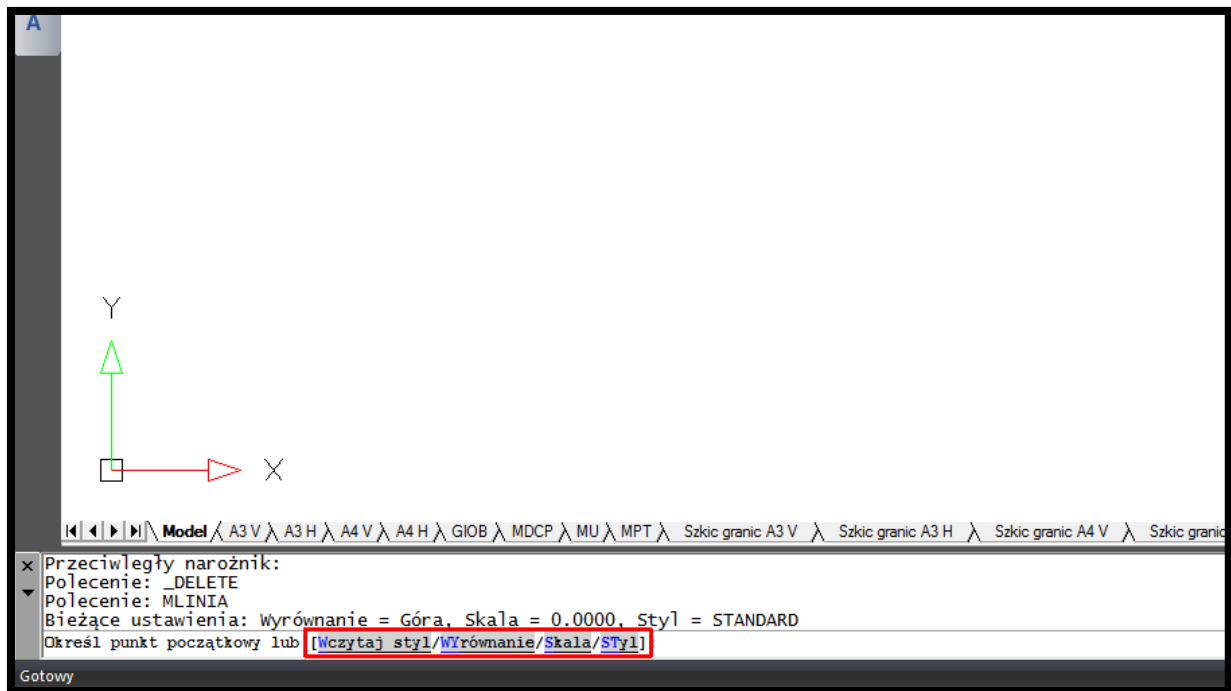 A
Y
X
Model A3 V A3 H A4 V A4 H GIOB MDCP MU MPT Szkic granic A3 V Szkic granic A3 H Szkic granic A4 V Szkic granic
Przeciwległy narożnik:
Polecenie: _DELETE
Polecenie: MLINIA
Bieżące ustawienia: Wyrównanie = Góra, Skala = 0.0000, Styl = STANDARD
Określ punkt początkowy lub [Wczytaj styl/WYrównanie/Skala/STyl]
Gotowy